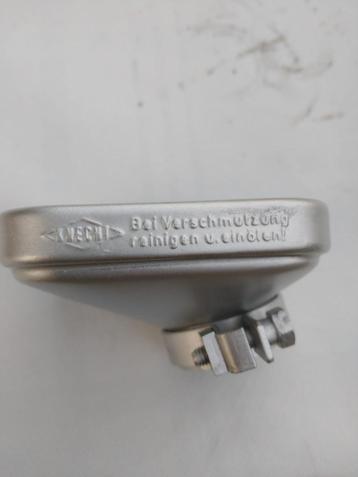 KNECHT
Bei Verschmutzung
reinigen u. einölen!